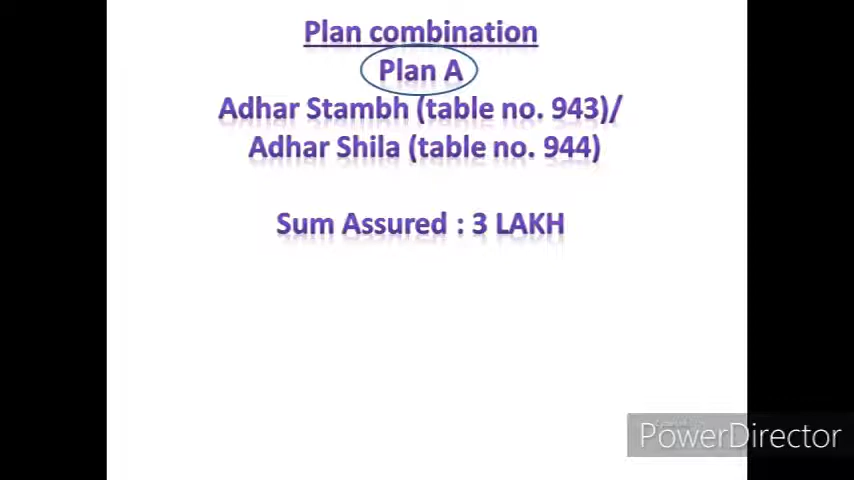 Plan combination
Plan A
Adhar Stambh (table no. 943)/
Adhar Shila (table no. 944)
Sum Assured : 3 LAKH
PowerDirector